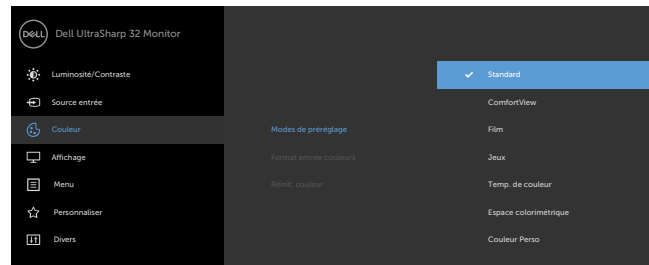 DELL Dell UltraSharp 32 Monitor
Luminosité/Contraste
✓ Standard
Source entrée
ComfortView
Couleur
Modes de préréglage
Film
Affichage
Format entrée couleurs
Jeux
Menu
Réinit. couleur
Temp. de couleur
Personnaliser
Espace colorimétrique
Divers
Couleur Perso